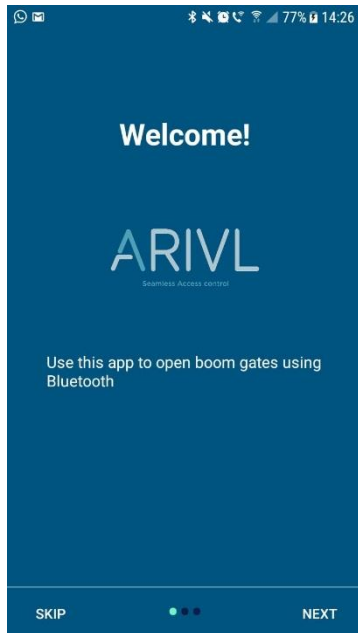 77% 14:26
Welcome!
ARIVL
Seamless Access control
Use this app to open boom gates using
Bluetooth
SKIP
NEXT